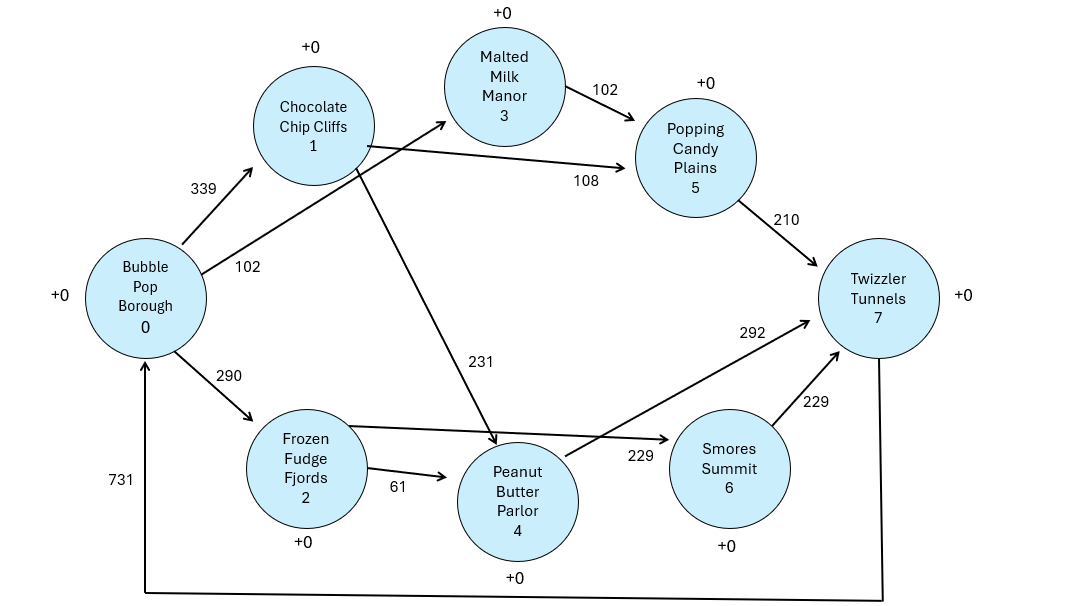 +0
Malted
Milk
Manor
3
+0
Chocolate
Chip Cliffs
1
102
+0
Popping
Candy
Plains
5
108
339
102
210
+0
Bubble
Pop
Borough
0
Twizzler
Tunnels
7
+0
292
231
290
229
229
61
Frozen
Fudge
Fjords
2
+0
Peanut
Butter
Parlor
4
+0
Smores
Summit
6
+0
731